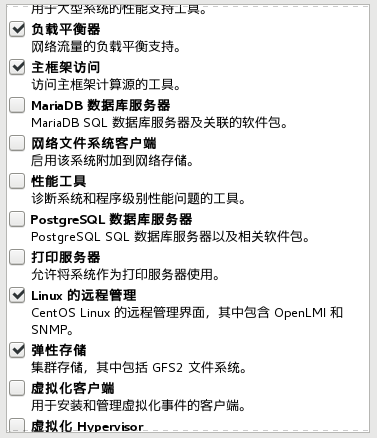 用于大型系统的性能支持工具。
负载平衡器
网络流量的负载平衡支持。
主框架访问
访问主框架计算源的工具。
MariaDB 数据库服务器
MariaDB SQL 数据库服务器及关联的软件包。
网络文件系统客户端
启用该系统附加到网络存储。
性能工具
诊断系统和程序级别性能问题的工具。
PostgreSQL 数据库服务器
PostgreSQL SQL 数据库服务器以及相关软件包。
打印服务器
允许将系统作为打印服务器使用。
Linux 的远程管理
CentOS Linux 的远程管理界面，其中包含 OpenLMI 和
SNMP。
弹性存储
集群存储，其中包括 GFS2 文件系统。
虚拟化客户端
用于安装和管理虚拟化事件的客户端。
虚拟化 Hypervisor